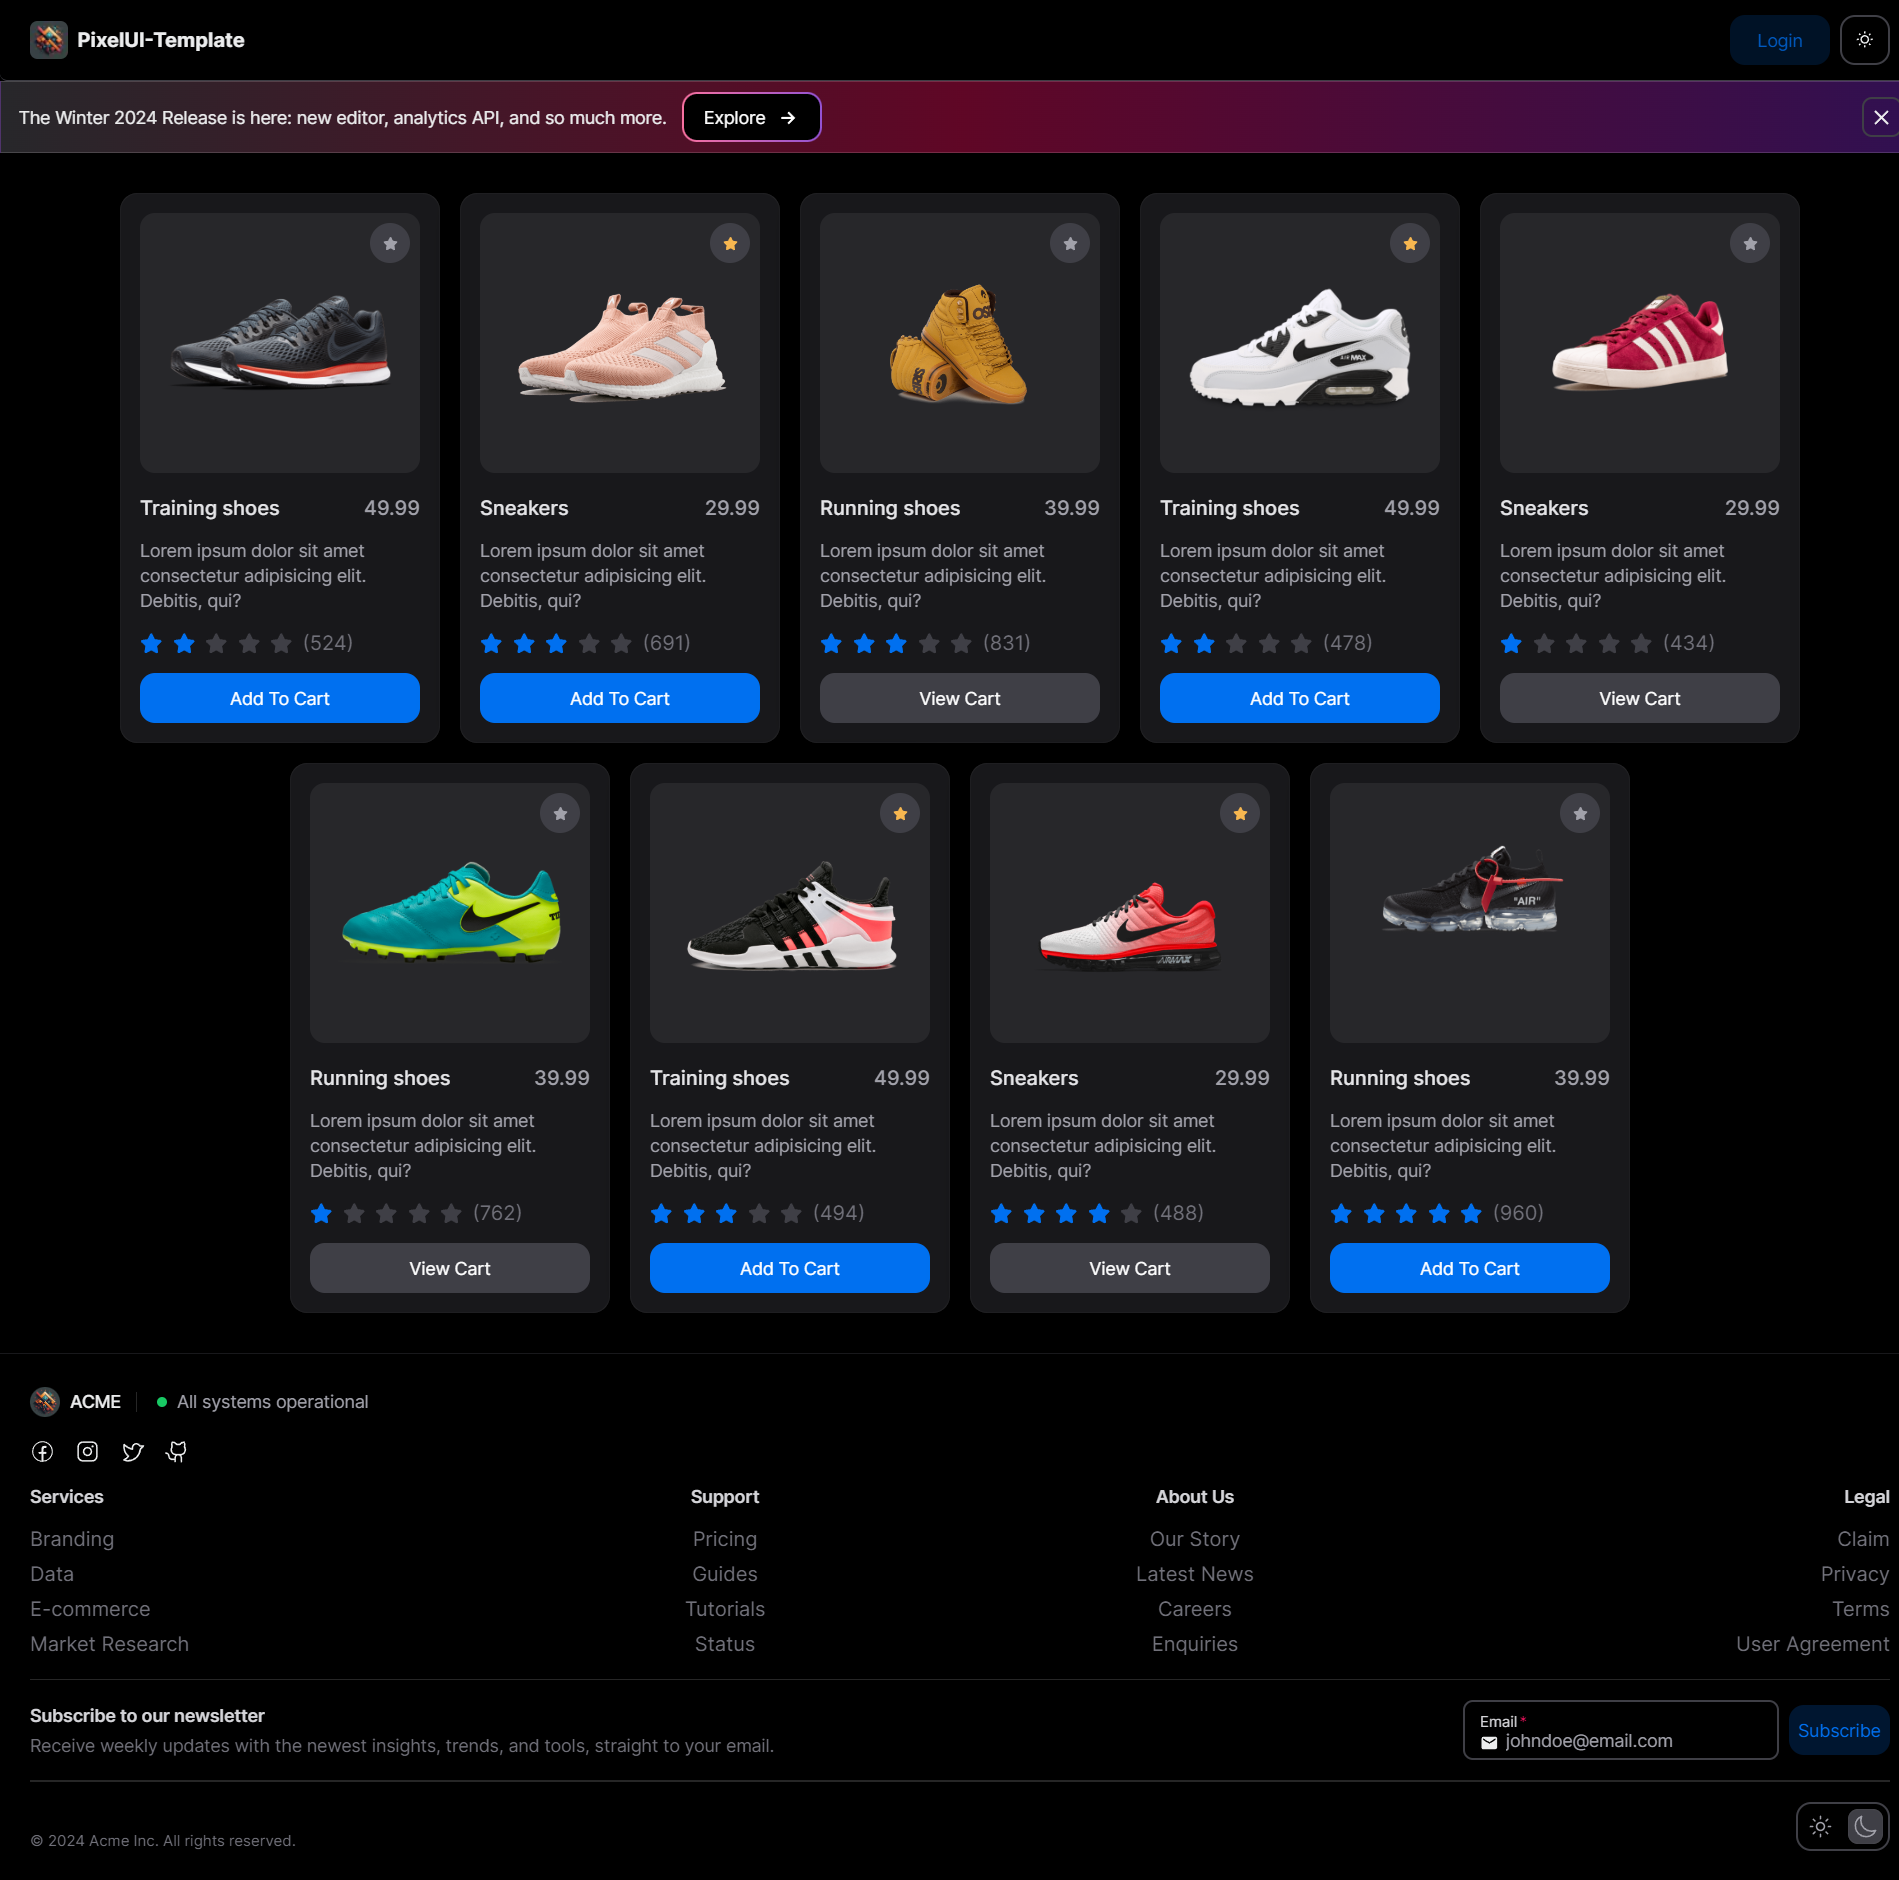 PixelUI-Template
Login
The Winter 2024 Release is here: new editor, analytics API, and so much more.
Explore
Training shoes 49.99
Lorem ipsum dolor sit amet
consectetur adipisicing elit.
Debitis, qui?
(524)
Add To Cart
Sneakers 29.99
Lorem ipsum dolor sit amet
consectetur adipisicing elit.
Debitis, qui?
(691)
Add To Cart
Running shoes 39.99
Lorem ipsum dolor sit amet
consectetur adipisicing elit.
Debitis, qui?
(831)
View Cart
AIR MAX
Training shoes 49.99
Lorem ipsum dolor sit amet
consectetur adipisicing elit.
Debitis, qui?
(478)
Add To Cart
Sneakers 29.99
Lorem ipsum dolor sit amet
consectetur adipisicing elit.
Debitis, qui?
(434)
View Cart
Running shoes 39.99
Lorem ipsum dolor sit amet
consectetur adipisicing elit.
Debitis, qui?
(762)
View Cart
Training shoes 49.99
Lorem ipsum dolor sit amet
consectetur adipisicing elit.
Debitis, qui?
(494)
Add To Cart
AIRMAX
Sneakers 29.99
Lorem ipsum dolor sit amet
consectetur adipisicing elit.
Debitis, qui?
(488)
View Cart
"AIR"
Running shoes 39.99
Lorem ipsum dolor sit amet
consectetur adipisicing elit.
Debitis, qui?
(960)
Add To Cart
ACME
All systems operational
Services
Branding
Data
E-commerce
Market Research
Support
Pricing
Guides
Tutorials
Status
About Us
Our Story
Latest News
Careers
Enquiries
Legal
Claim
Privacy
Terms
User Agreement
Subscribe to our newsletter
Receive weekly updates with the newest insights, trends, and tools, straight to your email.
Email *
johndoe@email.com
Subscribe
© 2024 Acme Inc. All rights reserved.